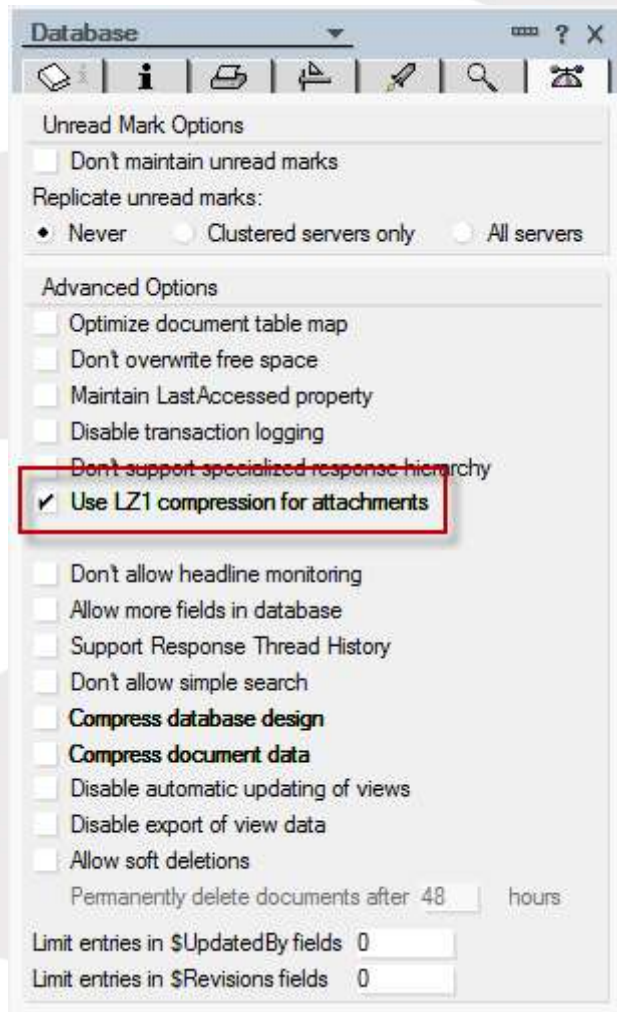 Database ? X
i i
Unread Mark Options
Don't maintain unread marks
Replicate unread marks:
Never Clustered servers only All servers
Advanced Options
Optimize document table map
Don't overwrite free space
Maintain LastAccessed property
Disable transaction logging
Don't support specialized response hierarchy
Use LZ1 compression for attachments
Don't allow headline monitoring
Allow more fields in database
Support Response Thread History
Don't allow simple search
Compress database design
Compress document data
Disable automatic updating of views
Disable export of view data
Allow soft deletions
Permanently delete documents after 48 hours
Limit entries in $UpdatedBy fields 0
Limit entries in $Revisions fields 0